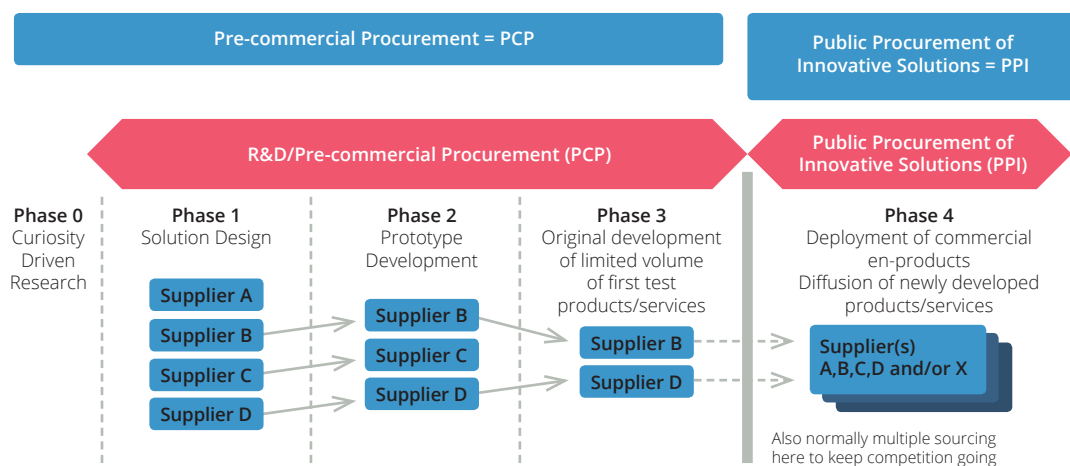 Pre-commercial Procurement = PCP
Public Procurement of
Innovative Solutions = PPI
R&D/Pre-commercial Procurement (PCP)
Public Procurement of
Innovative Solutions (PPI)
Phase 0
Curiosity
Driven
Research
Phase 1
Solution Design
Supplier A
Supplier B
Supplier C
Supplier D
Phase 2
Prototype
Development
Supplier B
Supplier C
Supplier D
Phase 3
Original development
of limited volume
of first test
products/services
Supplier B
Supplier D
Phase 4
Deployment of commercial
en-products
Diffusion of newly developed
products/services
Supplier(s)
A,B,C,D and/or X
Also normally multiple sourcing
here to keep competition going